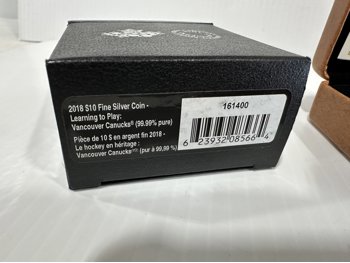 2018 $10 Fine Silver Coin -
Learning to Play:
Vancouver Canucks® (99.99% pure)
Pièce de 10 $ en argent fin 2018 -
Le hockey en héritage :
Vancouver Canucks (pur à 99,99 %)
161400
6 23932 08566 4